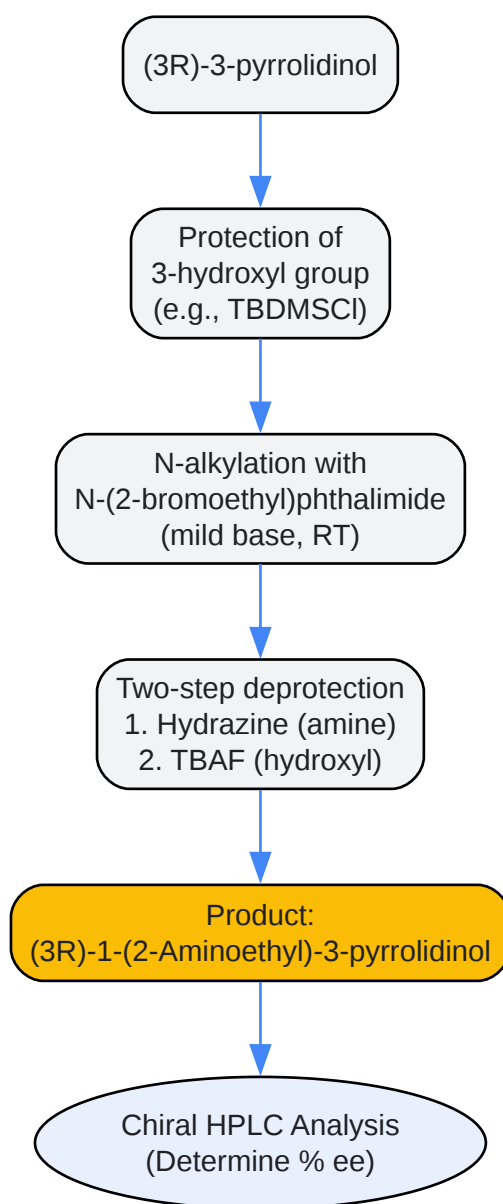 (3R)-3-pyrrolidinol
Protection of
3-hydroxyl group
(e.g., TBDMSCl)
N-alkylation with
N-(2-bromoethyl)phthalimide
(mild base, RT)
Two-step deprotection
1. Hydrazine (amine)
2. TBAF (hydroxyl)
Product:
(3R)-1-(2-Aminoethyl)-3-pyrrolidinol
Chiral HPLC Analysis
(Determine % ee)